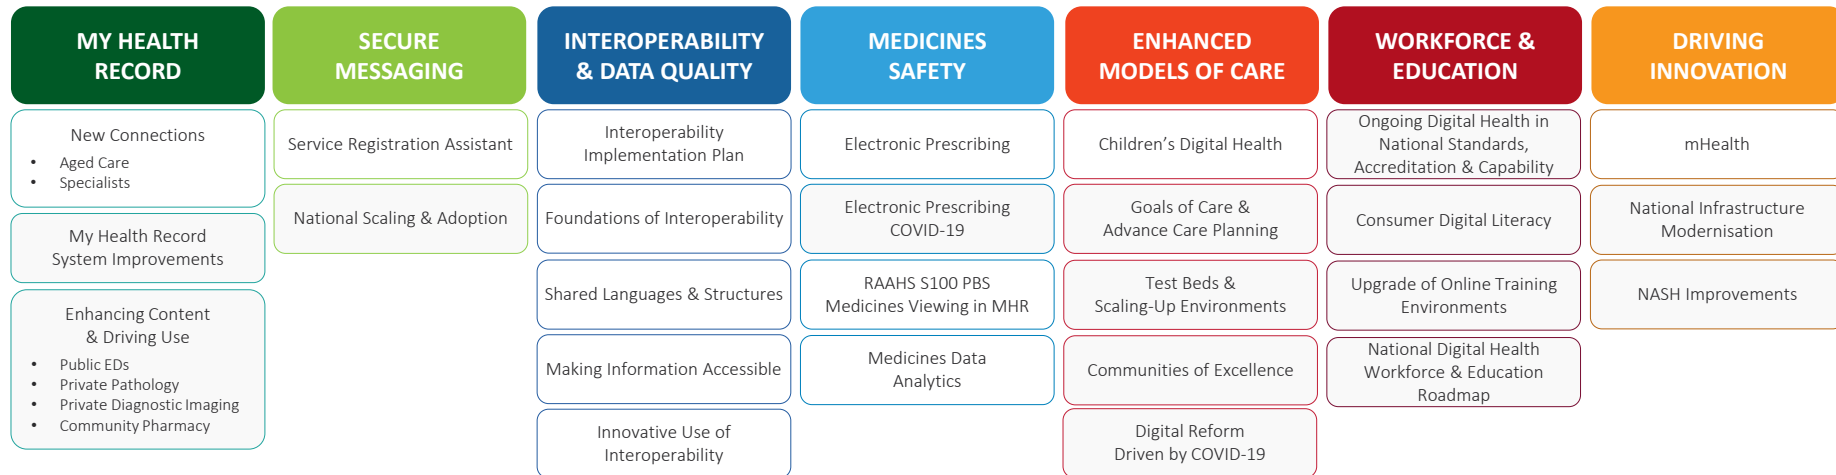 MY HEALTH
RECORD
New Connections
• Aged Care
• Specialists
My Health Record
System Improvements
Enhancing Content
& Driving Use
• Public EDs
• Private Pathology
• Private Diagnostic Imaging
• Community Pharmacy
SECURE
MESSAGING
Service Registration Assistant
National Scaling & Adoption
INTEROPERABILITY
& DATA QUALITY
Interoperability
Implementation Plan
Foundations of Interoperability
Shared Languages & Structures
Making Information Accessible
Innovative Use of
Interoperability
MEDICINES
SAFETY
Electronic Prescribing
Electronic Prescribing
COVID-19
RAAHS S100 PBS
Medicines Viewing in MHR
Medicines Data
Analytics
ENHANCED
MODELS OF CARE
Children's Digital Health
Goals of Care &
Advance Care Planning
Test Beds &
Scaling-Up Environments
Communities of Excellence
Digital Reform
Driven by COVID-19
WORKFORCE &
EDUCATION
Ongoing Digital Health in
National Standards,
Accreditation & Capability
Consumer Digital Literacy
Upgrade of Online Training
Environments
National Digital Health
Workforce & Education
Roadmap
DRIVING
INNOVATION
mHealth
National Infrastructure
Modernisation
NASH Improvements